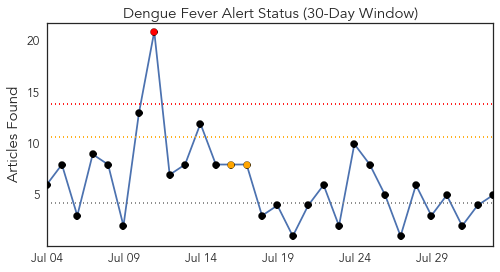 Dengue Fever Alert Status (30-Day Window)
Articles Found
20
15
10
5
Jul 04 Jul 09 Jul 14 Jul 19 Jul 24 Jul 29